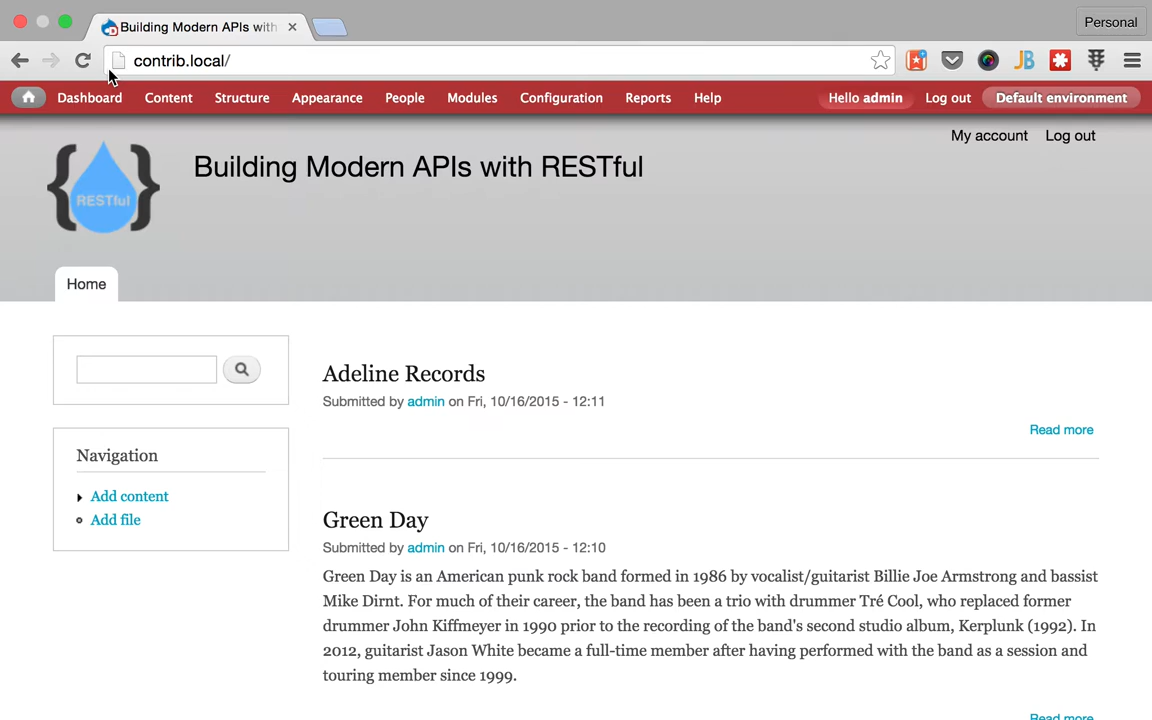 Building Modern APIs with
Personal
contrib.local/
JB
Dashboard Content Structure Appearance People Modules Configuration Reports Help Hello admin Log out Default environment
My account Log out
RESTful
Building Modern APIs with RESTful
Home
Adeline Records
Submitted by admin on Fri, 10/16/2015 - 12:11
Read more
Navigation
Add content
Add file
Green Day
Submitted by admin on Fri, 10/16/2015 - 12:10
Green Day is an American punk rock band formed in 1986 by vocalist/guitarist Billie Joe Armstrong and bassist
Mike Dirnt. For much of their career, the band has been a trio with drummer Tré Cool, who replaced former
drummer John Kiffmeyer in 1990 prior to the recording of the band's second studio album, Kerplunk (1992). In
2012, guitarist Jason White became a full-time member after having performed with the band as a session and
touring member since 1999.
Read more